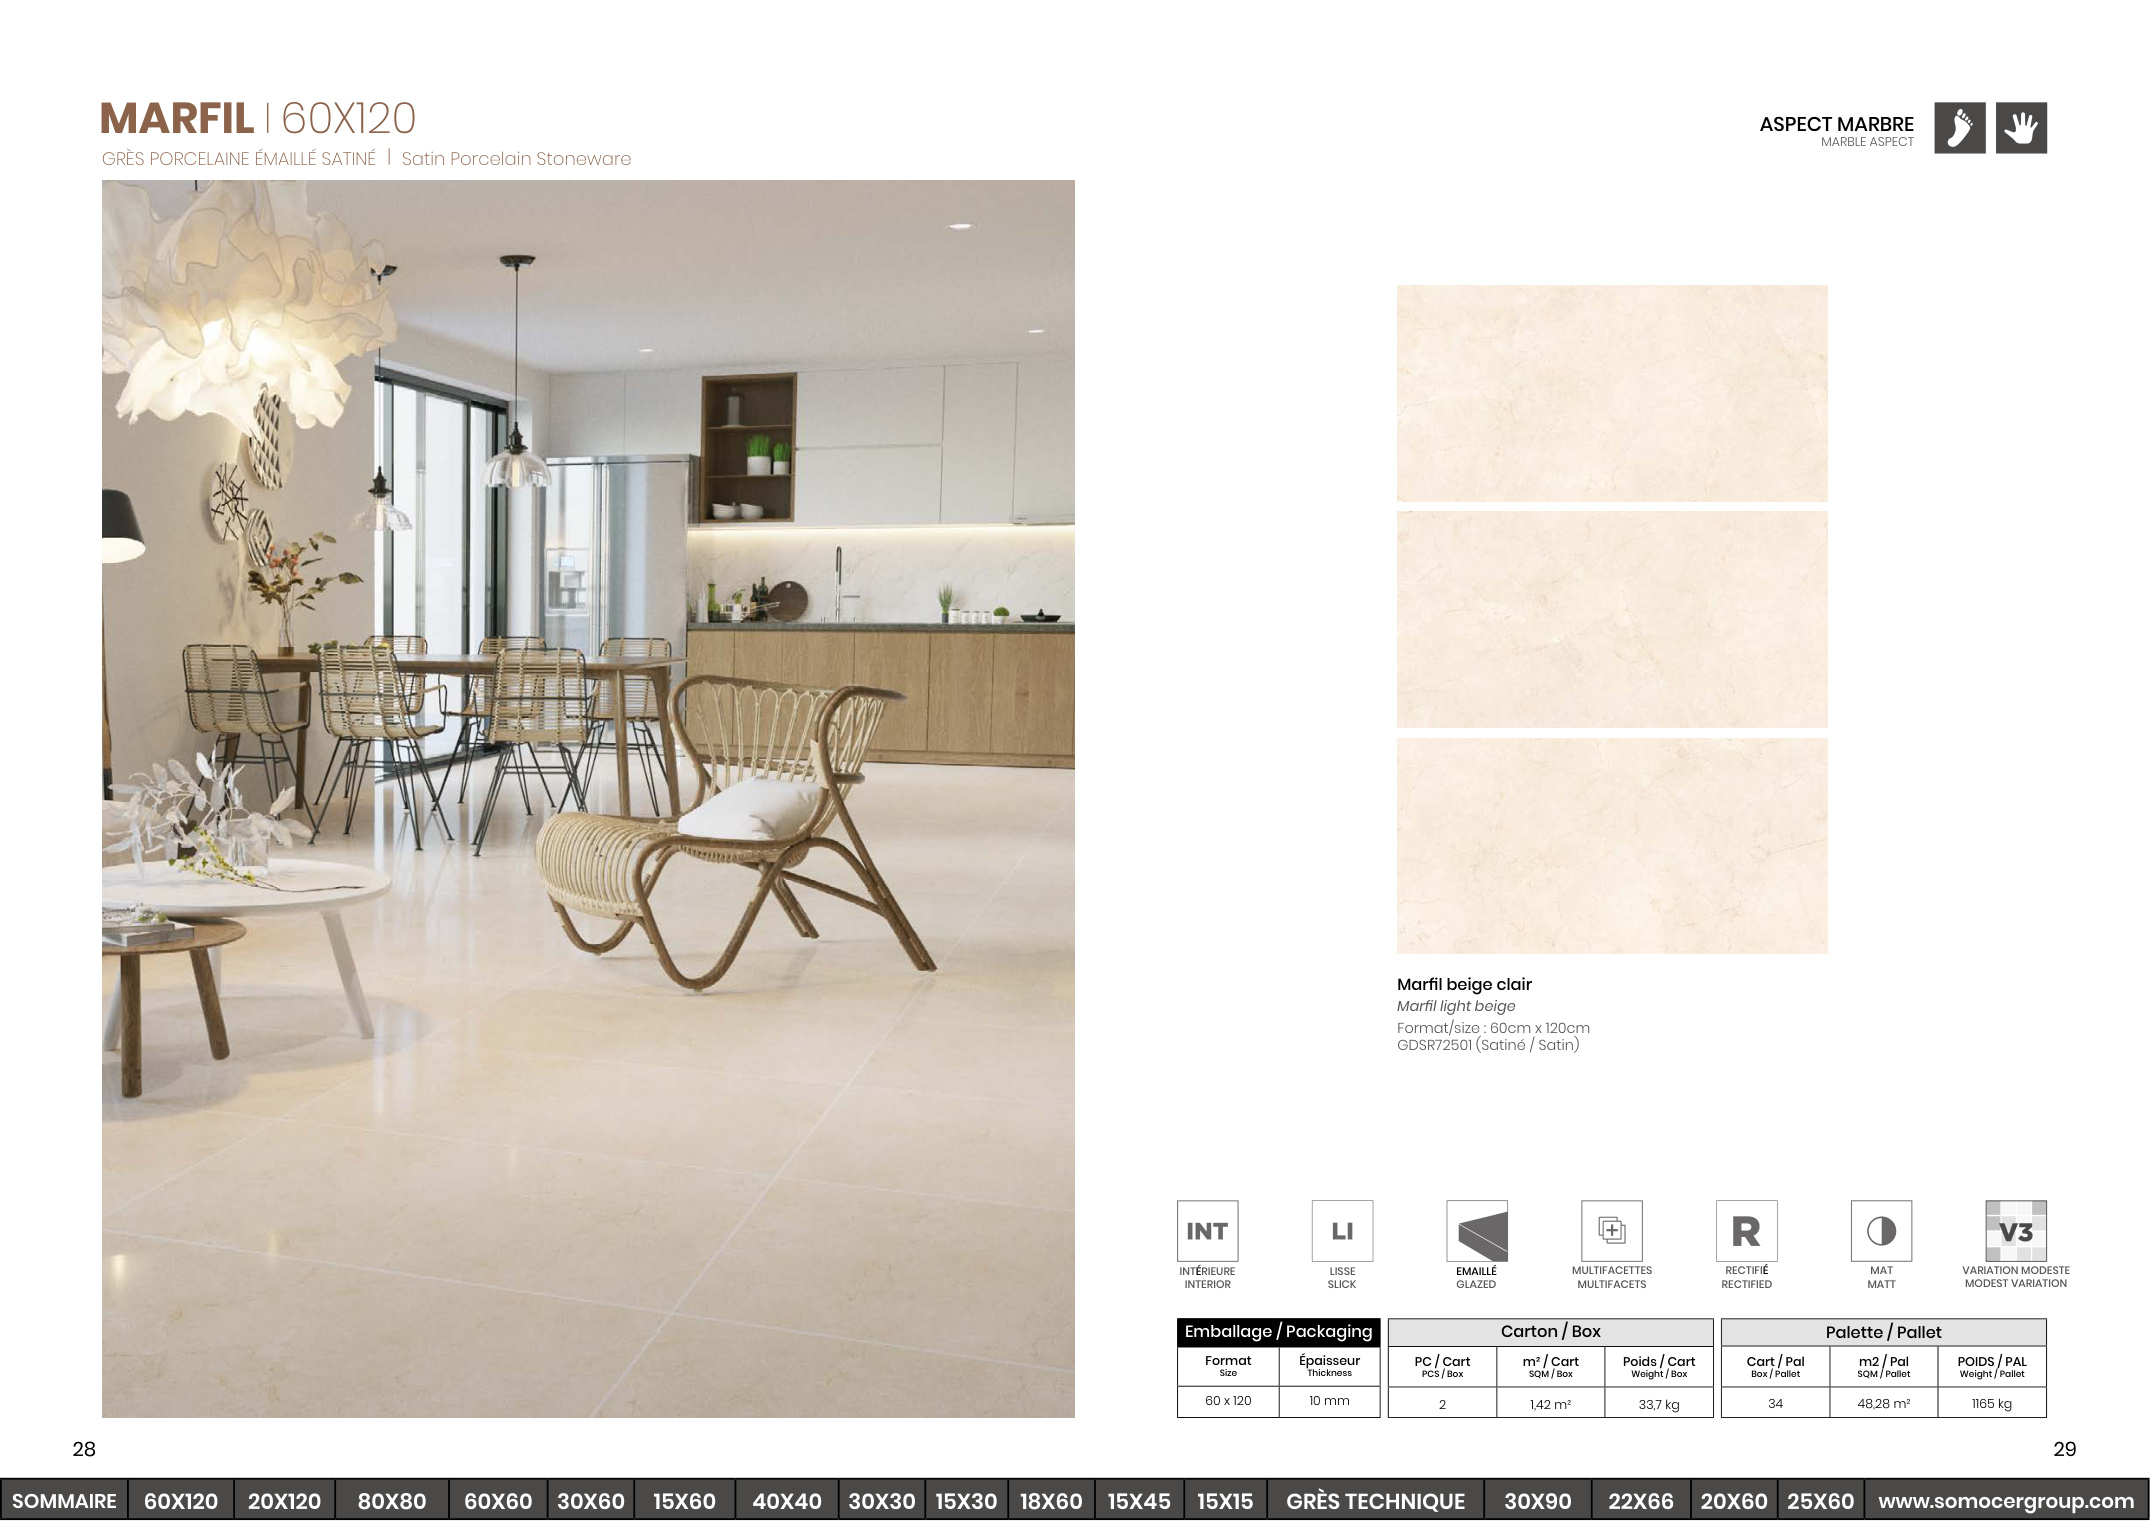 MARFIL | 60X120
GRÈS PORCELAINE ÉMAILLÉ SATINÉ | Satin Porcelain Stoneware
ASPECT MARBRE
MARBLE ASPECT
Marfil beige clair
Marfil light beige
Format/size : 60cm x 120cm
GDSR72501 (Satiné / Satin)
INT
INTÉRIEURE
INTERIOR
LI
LISSE
SLICK
EMAILLÉ
GLAZED
MULTIFACETTES
MULTIFACETS
R
RECTIFIÉ
RECTIFIED
MAT
MATT
V3
VARIATION MODESTE
MODEST VARIATION
Emballage / Packaging
Format
Size
Épaisseur
Thickness
60 x 120
10 mm
Carton / Box
PC / Cart
PCS / Box
m² / Cart
SQM / Box
Poids / Cart
Weight / Box
2
1,42 m²
33,7 kg
Palette / Pallet
Cart / Pal
Box / Pallet
m2 / Pal
SQM / Pallet
POIDS / PAL
Weight / Pallet
34
48,28 m²
1165 kg
28
29
SOMMAIRE 60X120 20X120 80X80 60X60 30X60 15X60 40X40 30X30 15X30 18X60 15X45 15X15 GRÈS TECHNIQUE 30X90 22X66 20X60 25X60 www.somocergroup.com